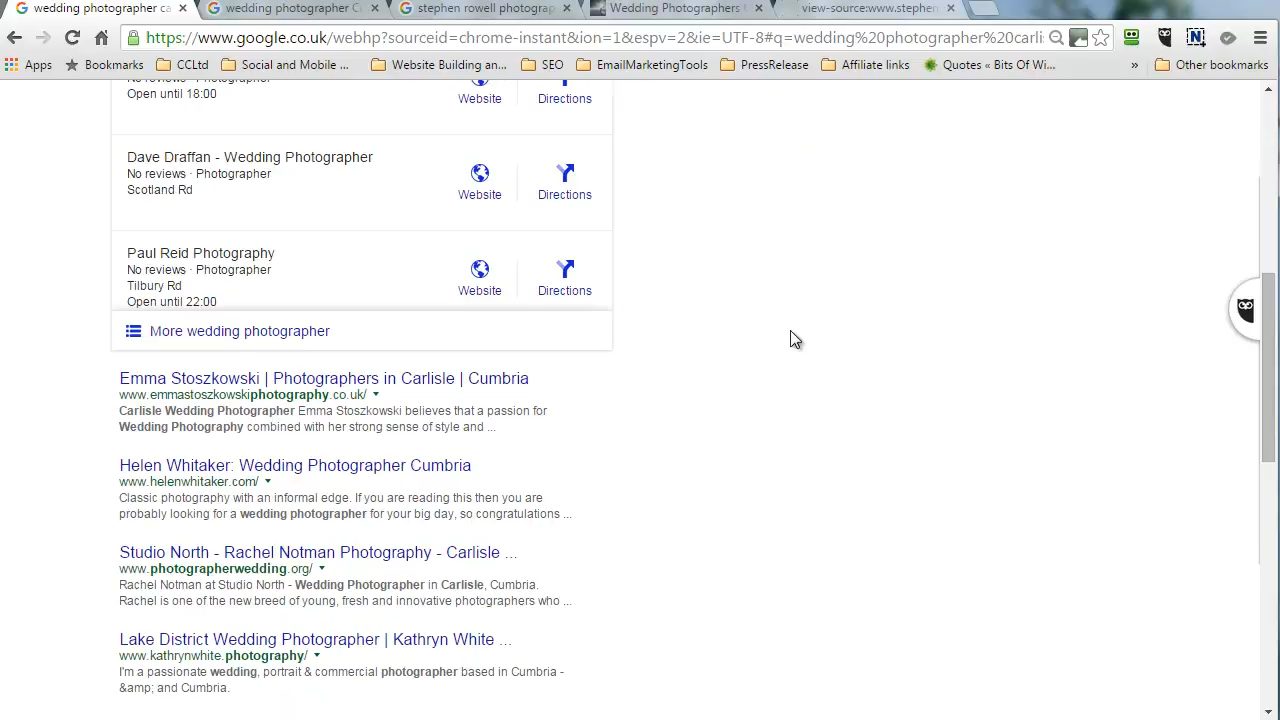 wedding photographer ca
wedding photographer C
stephen rowell photograp
Wedding Photographers
view-source:www.stephen
https://www.google.co.uk/webhp?sourceid=chrome-instant&ion=1&espv=2&ie=UTF-8#q=wedding%20photographer%20carli
Apps
Bookmarks
CCLtd
Social and Mobile ...
Website Building an...
SEO
EmailMarketingTools
PressRelease
Affiliate links
Quotes « Bits Of Wi...
»
Other bookmarks
No reviews · Photographer
Open until 18:00
Website
Directions
Dave Draffan - Wedding Photographer
No reviews · Photographer
Scotland Rd
Website
Directions
Paul Reid Photography
No reviews · Photographer
Tilbury Rd
Open until 22:00
Website
Directions
More wedding photographer
Emma Stoszkowski | Photographers in Carlisle | Cumbria
www.emmastoszkowskiphotography.co.uk/
Carlisle Wedding Photographer Emma Stoszkowski believes that a passion for
Wedding Photography combined with her strong sense of style and ...
Helen Whitaker: Wedding Photographer Cumbria
www.helenwhitaker.com/
Classic photography with an informal edge. If you are reading this then you are
probably looking for a wedding photographer for your big day, so congratulations ...
Studio North - Rachel Notman Photography - Carlisle ...
www.photographerwedding.org/
Rachel Notman at Studio North - Wedding Photographer in Carlisle, Cumbria.
Rachel is one of the new breed of young, fresh and innovative photographers who ...
Lake District Wedding Photographer | Kathryn White ...
www.kathrynwhite.photography/
I'm a passionate wedding, portrait & commercial photographer based in Cumbria -
&amp; and Cumbria.